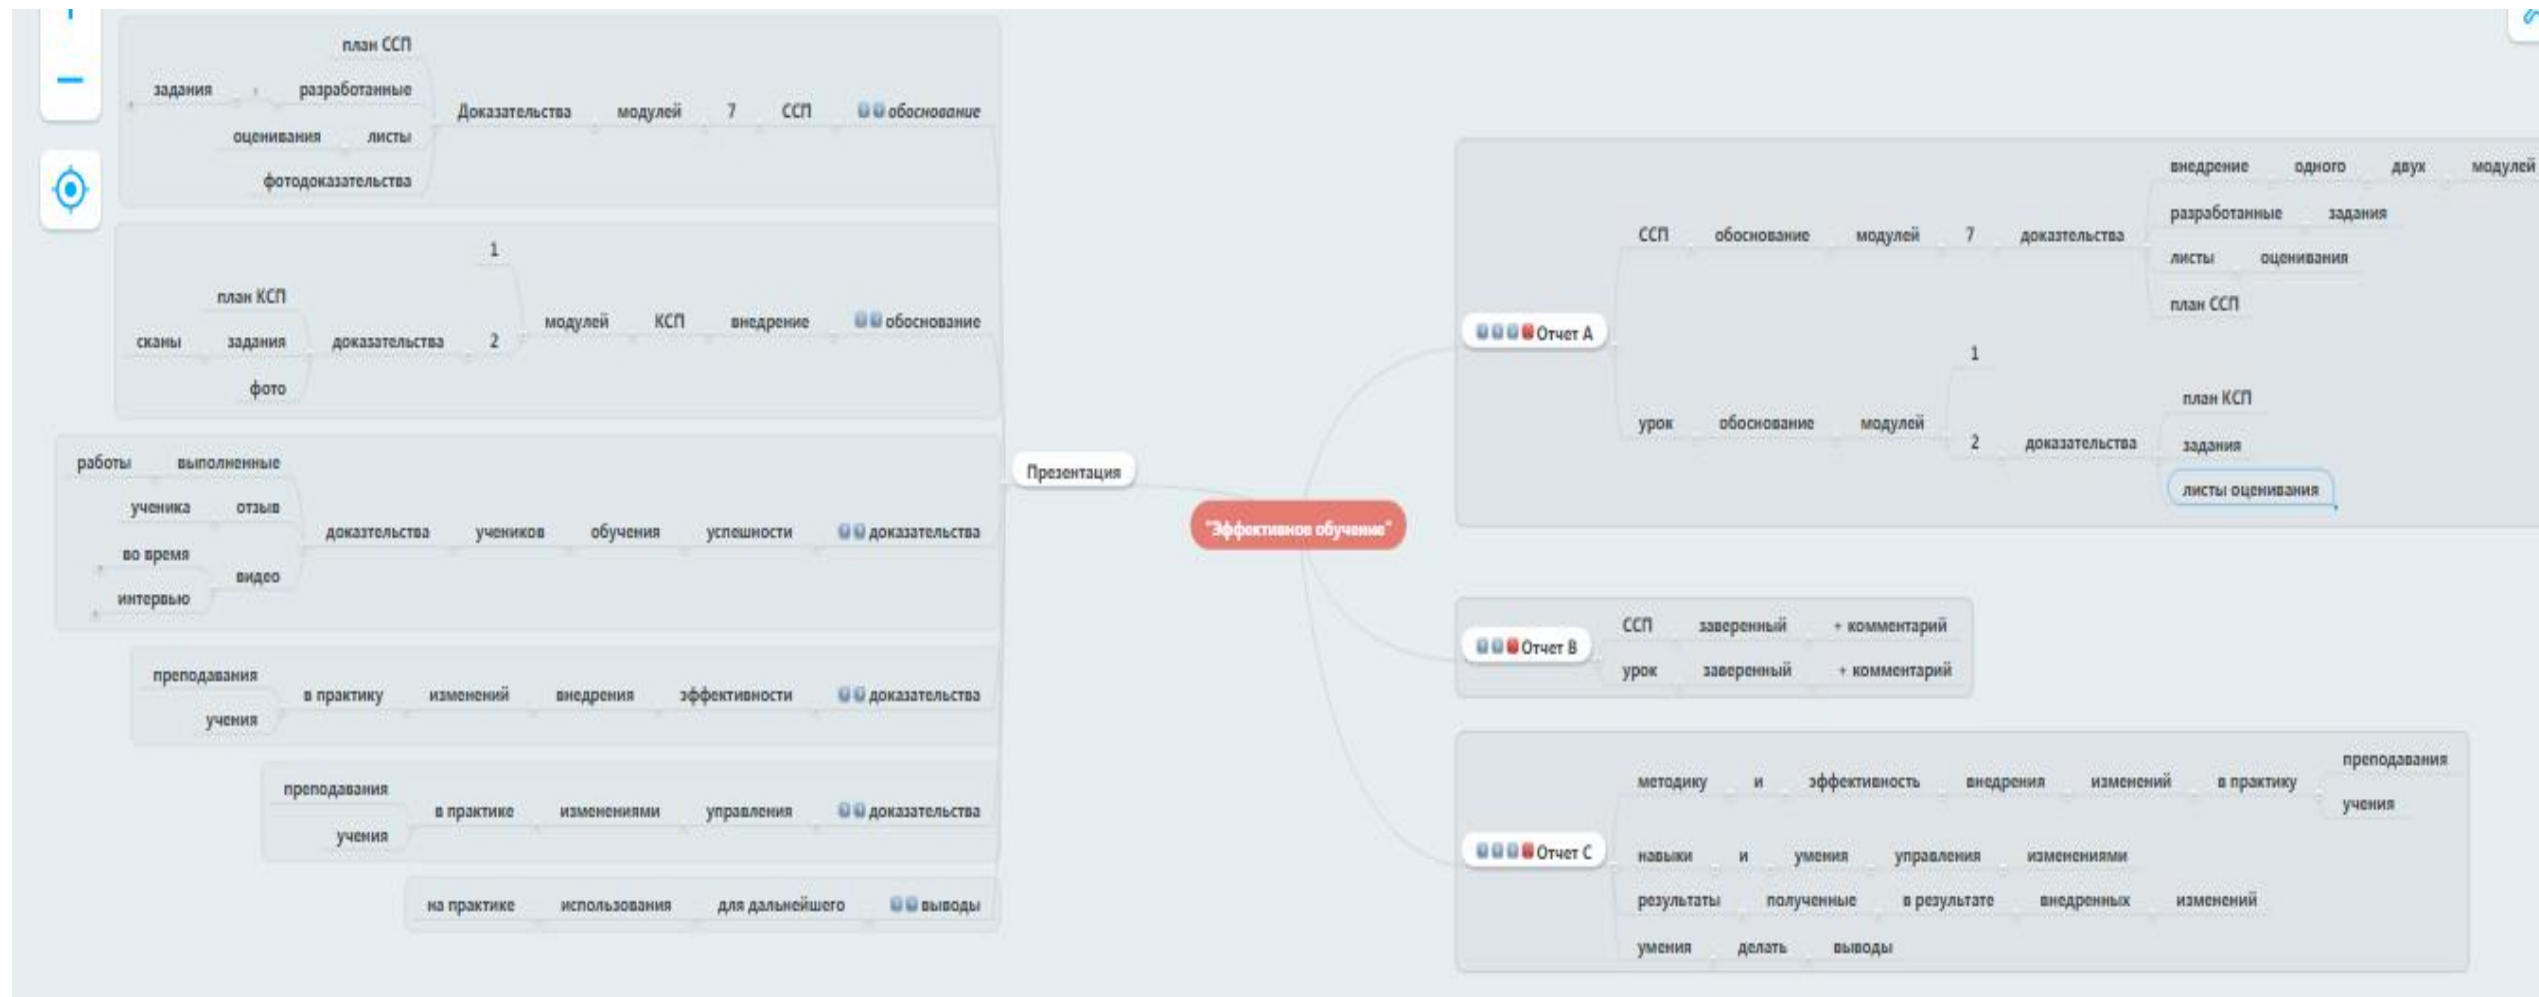 план ССП
задания разработанные
Доказательства модулей 7 ССП обоснование
оценивания листы
фотодоказательства
1
план КСП
модулей КСП внедрение обоснование
сканы задания доказательства 2
фото
работы выполненные
ученика отзыв
доказтельства учеников обучения успешности доказательства
во время
видео
интервью
преподавания
в практику изменений внедрения эффективности доказательства
учения
преподавания
в практике изменениями управления доказательства
учения
на практике использования для дальнейшего выводы
Презентация
"Эффективное обучение"
внедрение одного двух модулей
разработанные задания
ССП обоснование модулей 7 доказтельства
листы оценивания
план ССП
Отчет А
1
план КСП
урок обоснование модулей
2 доказательства задания
листы оценивания
ССП заверенный + комментарий
Отчет В
урок заверенный + комментарий
преподавания
методику и эффективность внедрения изменений в практику
учения
Отчет С
навыки и умения управления изменениями
результаты полученные в результате внедренных изменений
умения делать выводы